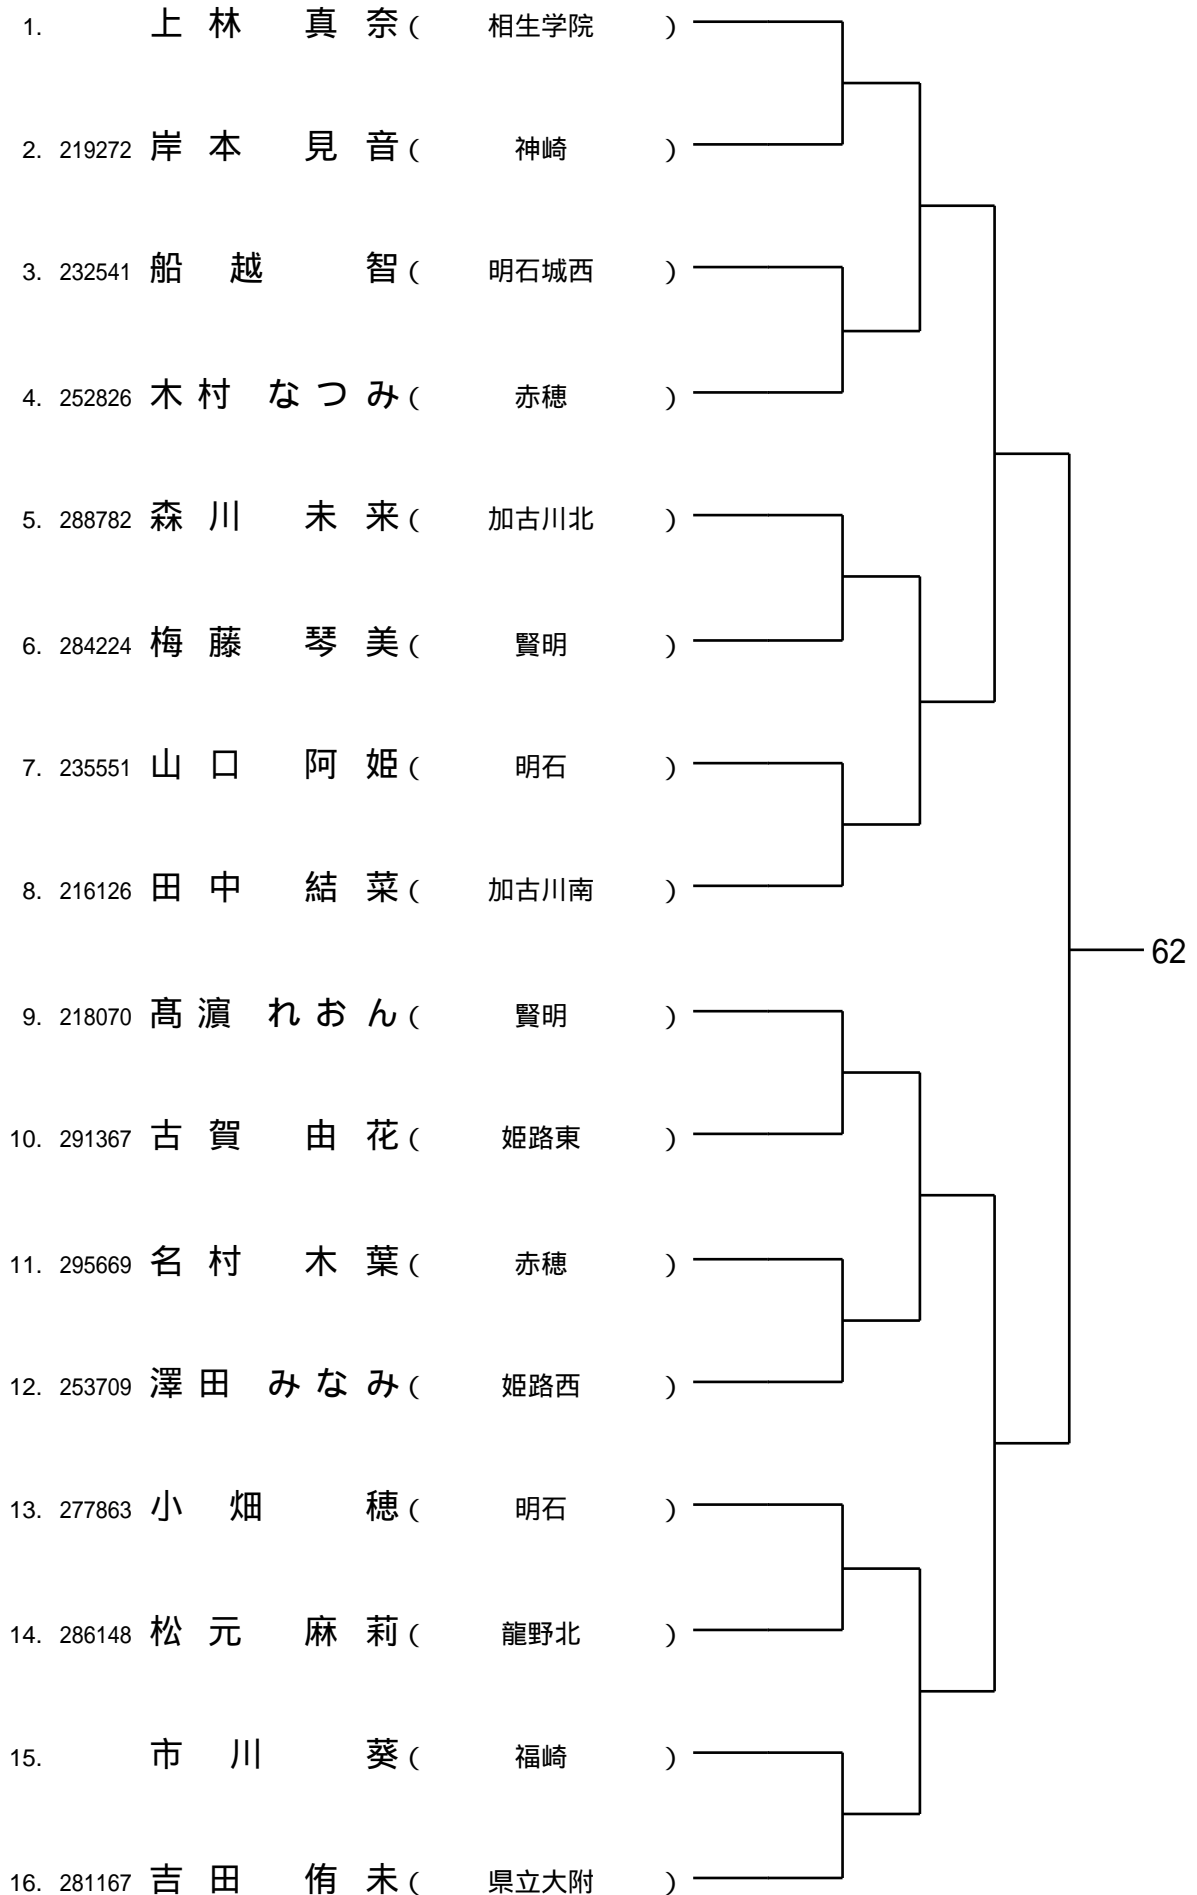 1. 上林 真奈 ( 相生学院 )
2. 219272 岸本 見音 ( 神崎 )
3. 232541 船越 智 ( 明石城西 )
4. 252826 木村 なつみ ( 赤穂 )
5. 288782 森川 未来 ( 加古川北 )
6. 284224 梅藤 琴美 ( 賢明 )
7. 235551 山口 阿姫 ( 明石 )
8. 216126 田中 結菜 ( 加古川南 )
62
9. 218070 髙濵 れおん ( 賢明 )
10. 291367 古賀 由花 ( 姫路東 )
11. 295669 名村 木葉 ( 赤穂 )
12. 253709 澤田 みなみ ( 姫路西 )
13. 277863 小畑 穂 ( 明石 )
14. 286148 松元 麻莉 ( 龍野北 )
15. 市川 葵 ( 福崎 )
16. 281167 吉田 侑未 ( 県立大附 )